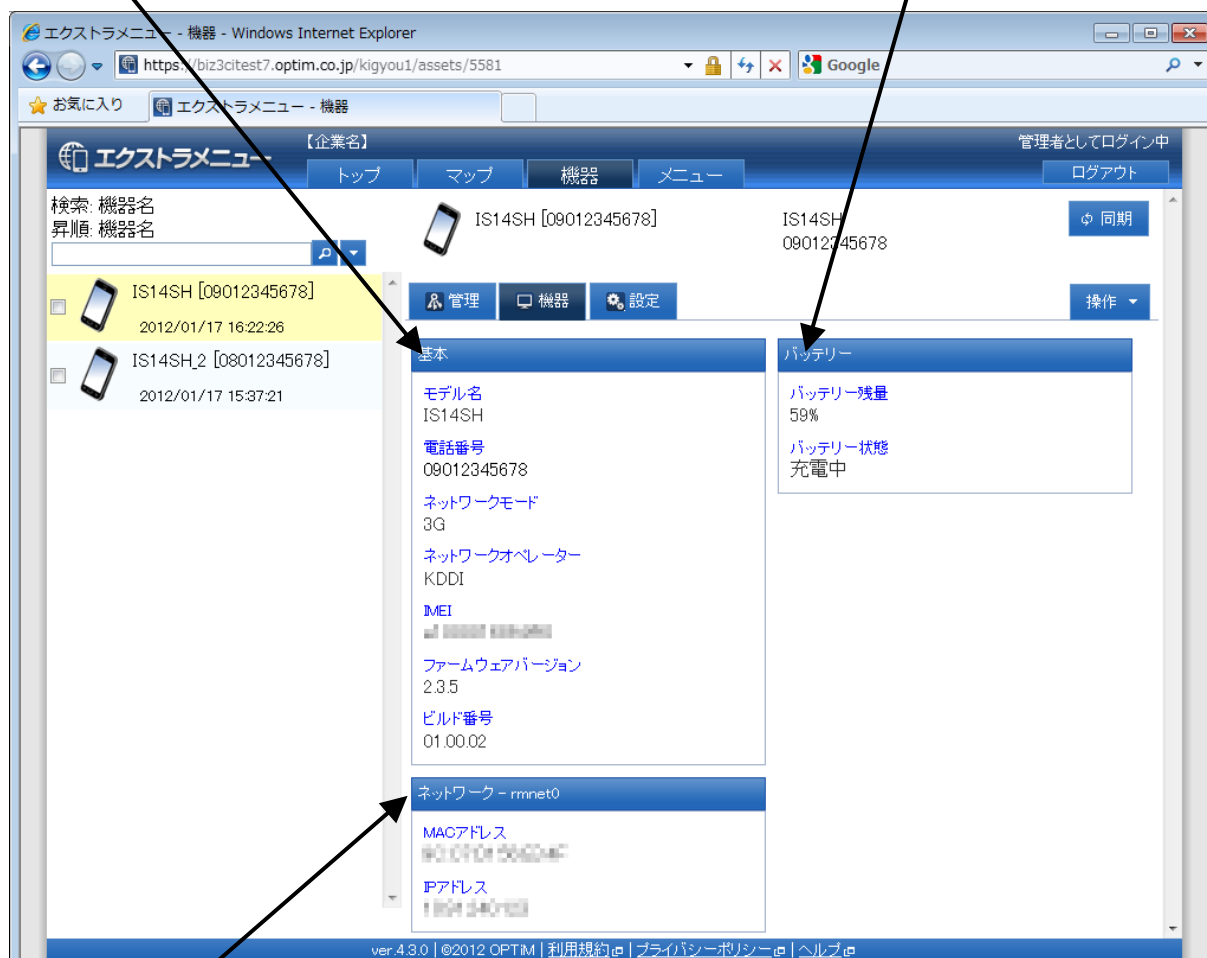 エクストラメニュー - 機器 - Windows Internet Explorer
https://biz3citest7.optim.co.jp/kigyou1/assets/5581
Google
お気に入り
エクストラメニュー - 機器
エクストラメニュー
【企業名】
管理者としてログイン中
トップ
マップ
機器
メニュー
ログアウト
検索: 機器名
昇順: 機器名
IS14SH [09012345678]
2012/01/17 16:22:26
IS14SH_2 [08012345678]
2012/01/17 15:37:21
IS14SH [09012345678]
IS14SH
09012345678
同期
管理
機器
設定
操作
基本
モデル名
IS14SH
電話番号
09012345678
ネットワークモード
3G
ネットワークオペレーター
KDDI
IMEI
ファームウェアバージョン
2.3.5
ビルド番号
01.00.02
バッテリー
バッテリー残量
59%
バッテリー状態
充電中
ネットワーク - rmnet0
MACアドレス
IPアドレス
ver.4.3.0 | ©2012 OPTiM | 利用規約 | プライバシーポリシー | ヘルプ